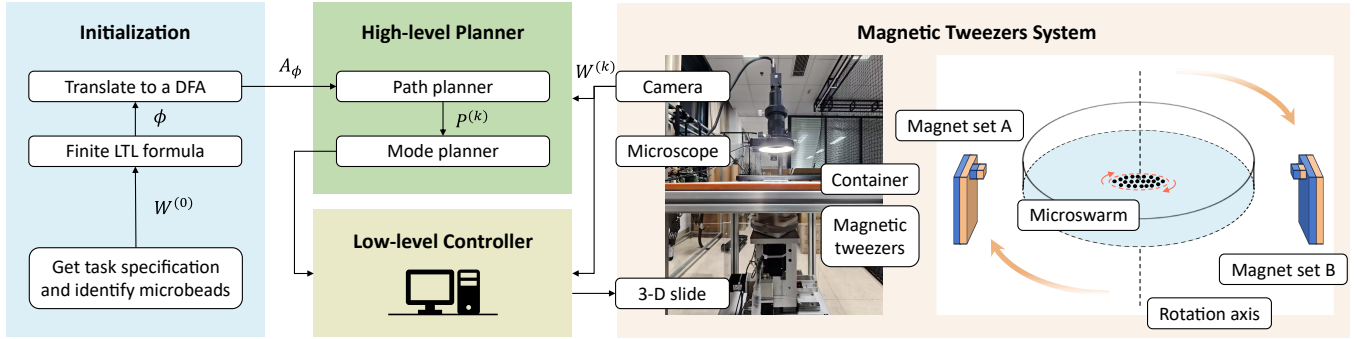 Initialization
Translate to a DFA
ϕ
Finite LTL formula
W^{(0)}
Get task specification
and identify microbeads
A_ϕ
High-level Planner
Path planner
P^{(k)}
Mode planner
Low-level Controller
W^{(k)}
Magnetic Tweezers System
Camera
Microscope
Container
Magnetic
tweezers
3-D slide
Magnet set A
Microswarm
Magnet set B
Rotation axis